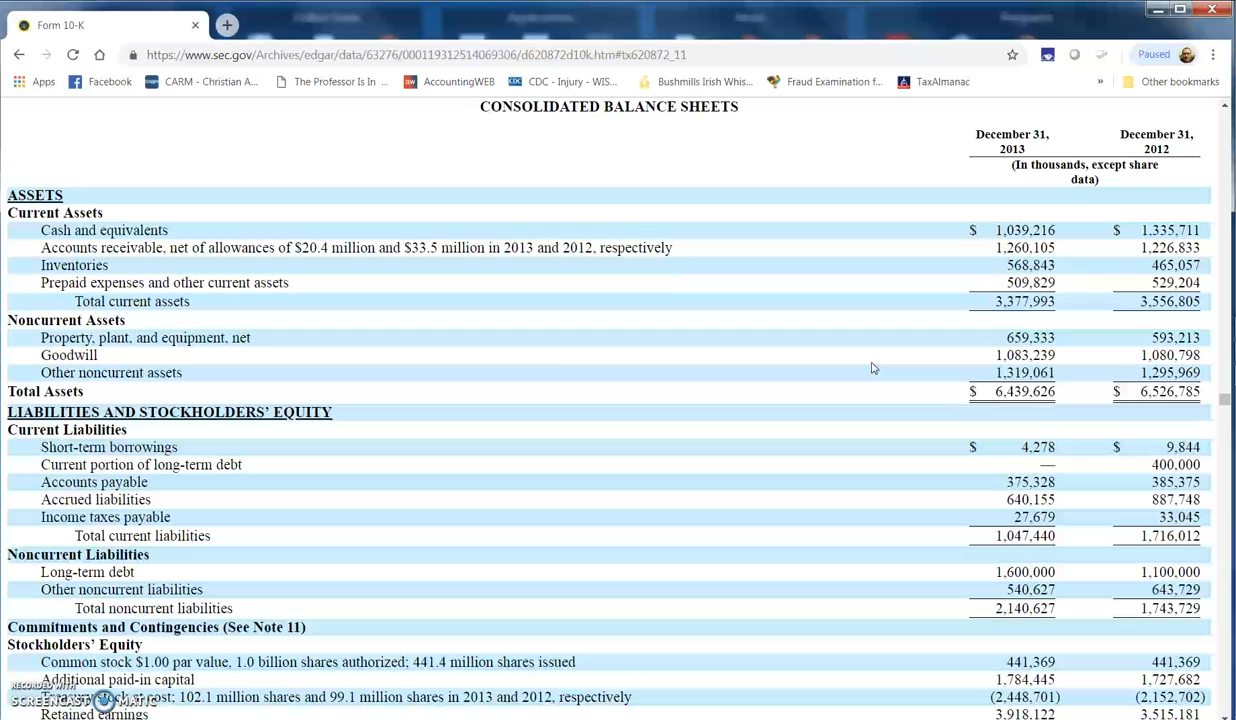 Form 10-K
https://www.sec.gov/Archives/edgar/data/63276/000119312514069306/d620872d10k.htm#tx620872_11
Paused
Apps Facebook CARM - Christian A... The Professor Is In ... AccountingWEB CDC - Injury - WIS... Bushmills Irish Whis... Fraud Examination f... TaxAlmanac » Other bookmarks
CONSOLIDATED BALANCE SHEETS
December 31, 2013 December 31, 2012
(In thousands, except share data)
ASSETS
Current Assets
Cash and equivalents $ 1,039,216 $ 1,335,711
Accounts receivable, net of allowances of $20.4 million and $33.5 million in 2013 and 2012, respectively 1,260,105 1,226,833
Inventories 568,843 465,057
Prepaid expenses and other current assets 509,829 529,204
Total current assets 3,377,993 3,556,805
Noncurrent Assets
Property, plant, and equipment, net 659,333 593,213
Goodwill 1,083,239 1,080,798
Other noncurrent assets 1,319,061 1,295,969
Total Assets $ 6,439,626 $ 6,526,785
LIABILITIES AND STOCKHOLDERS' EQUITY
Current Liabilities
Short-term borrowings $ 4,278 $ 9,844
Current portion of long-term debt — 400,000
Accounts payable 375,328 385,375
Accrued liabilities 640,155 887,748
Income taxes payable 27,679 33,045
Total current liabilities 1,047,440 1,716,012
Noncurrent Liabilities
Long-term debt 1,600,000 1,100,000
Other noncurrent liabilities 540,627 643,729
Total noncurrent liabilities 2,140,627 1,743,729
Commitments and Contingencies (See Note 11)
Stockholders' Equity
Common stock $1.00 par value, 1.0 billion shares authorized; 441.4 million shares issued 441,369 441,369
Additional paid-in capital 1,784,445 1,727,682
stock at cost; 102.1 million shares and 99.1 million shares in 2013 and 2012, respectively (2,448,701) (2,152,702)
Retained earnings 3,918,122 3,515,181
RECORDED WITH
SCREENCAST MATIC